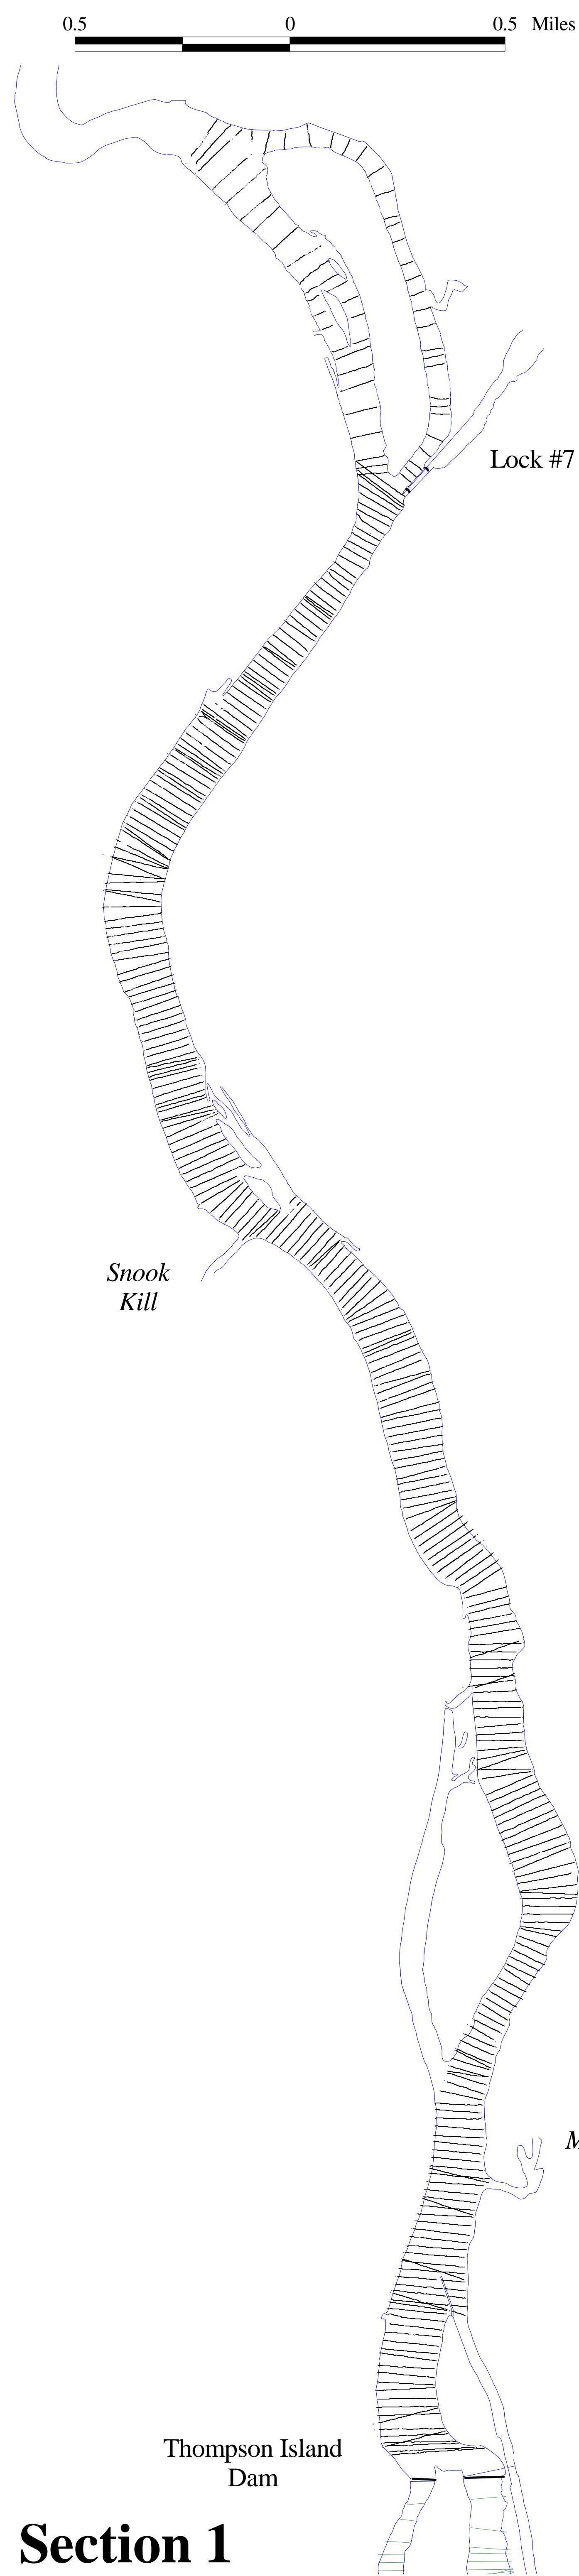 0.5 0 0.5 Miles
Lock #7
Snook
Kill
Thompson Island
Dam
Section 1